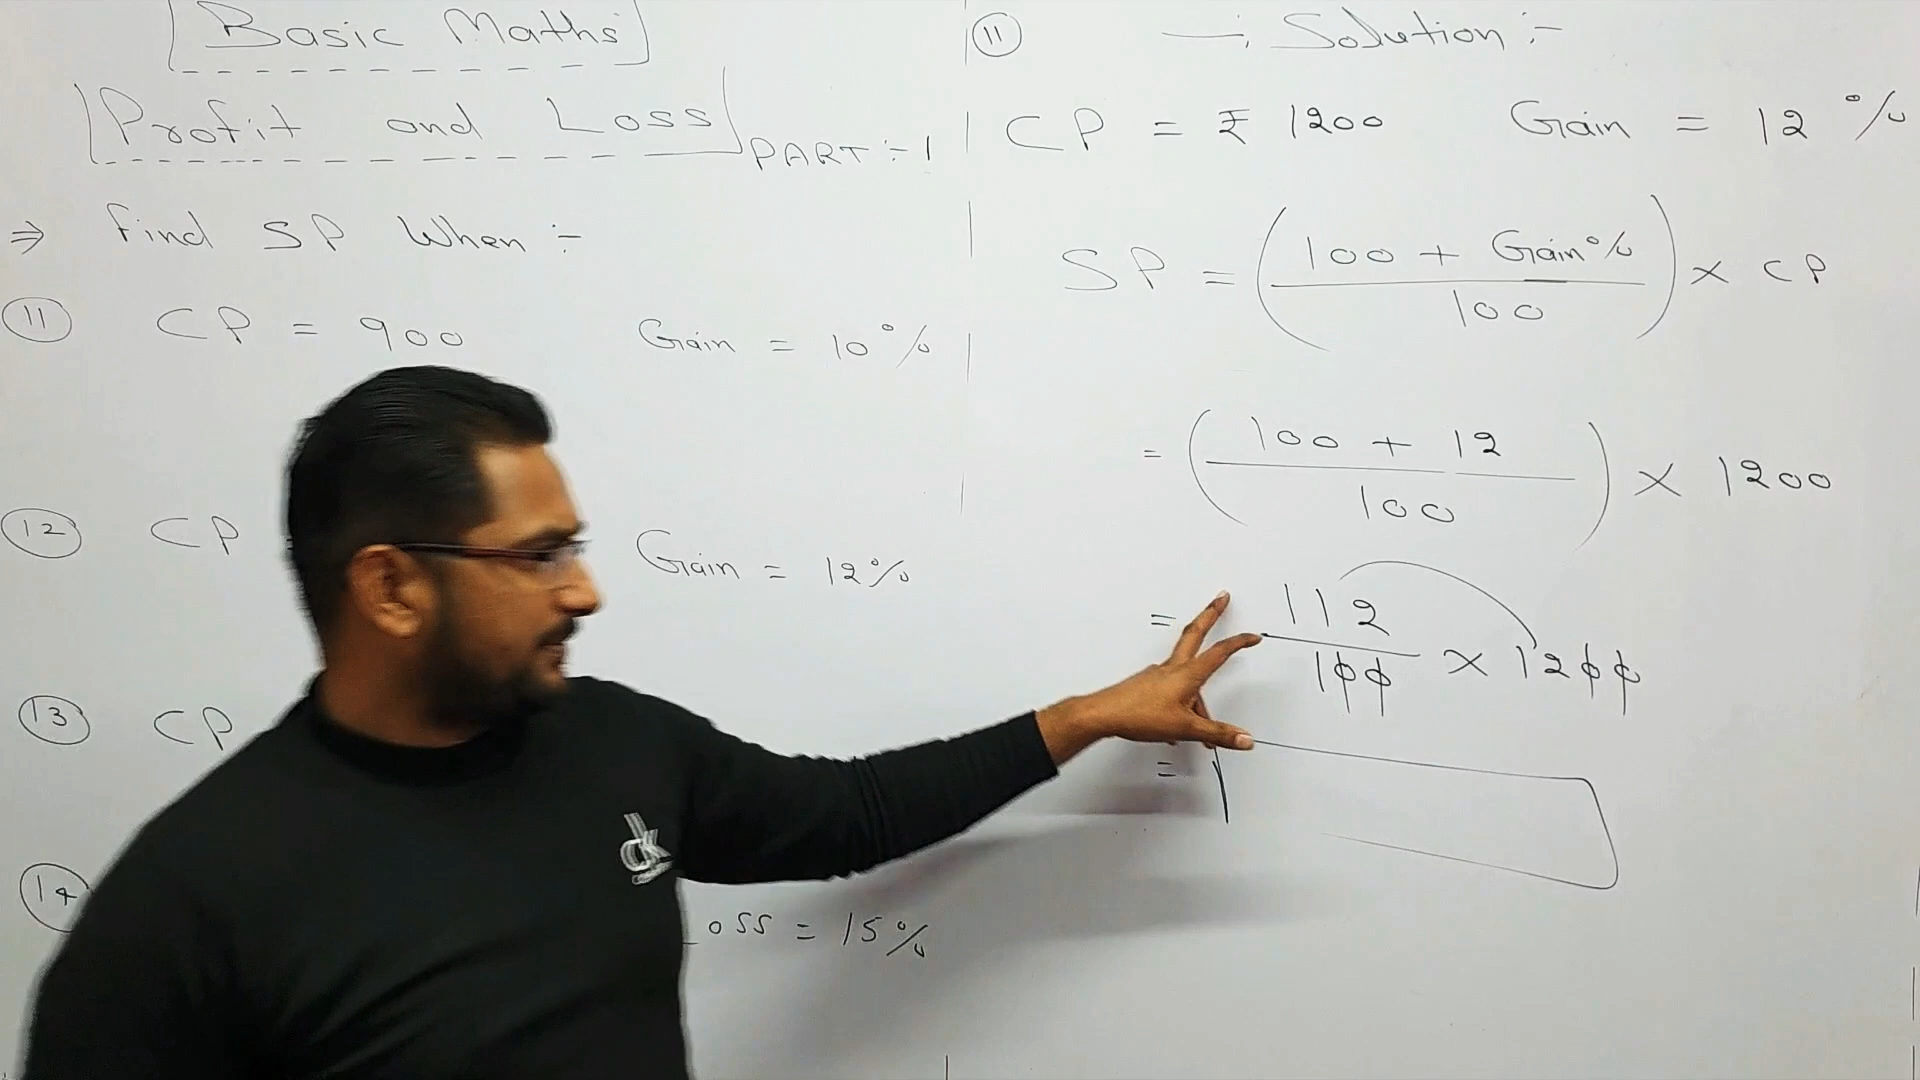 Basic Maths
Profit and Loss PART :- 1
⇒ Find SP When :-
11 CP = 900 Gain = 10%
12 CP Gain = 12%
13 CP
14 Loss = 15%
11 Solution :-
CP = ₹ 1200 Gain = 12 %
SP = (100 + Gain% / 100) × CP
= (100 + 12 / 100) × 1200
= 112 / 100 × 1200
=
dk